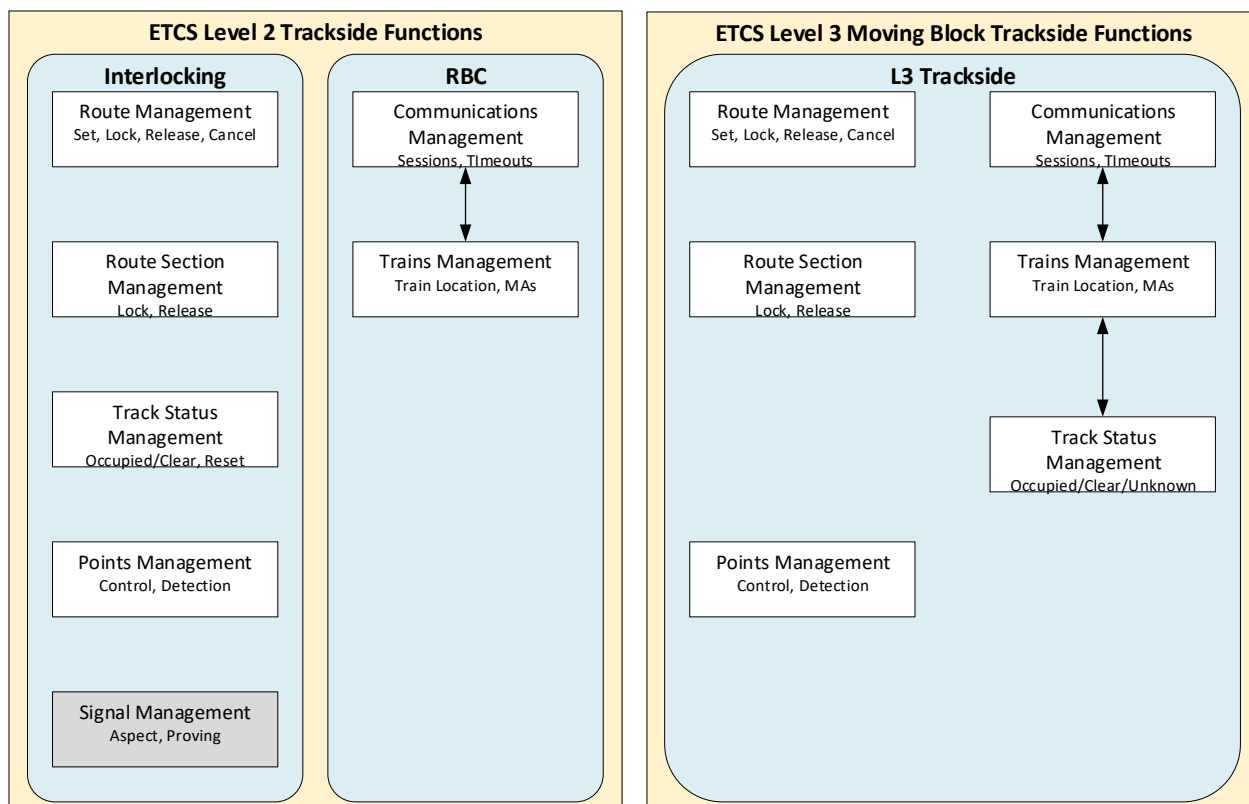 ETCS Level 2 Trackside Functions
Interlocking
Route Management
Set, Lock, Release, Cancel
Route Section
Management
Lock, Release
Track Status
Management
Occupied/Clear, Reset
Points Management
Control, Detection
Signal Management
Aspect, Proving
RBC
Communications
Management
Sessions, TImeouts
Trains Management
Train Location, MAs
ETCS Level 3 Moving Block Trackside Functions
L3 Trackside
Route Management
Set, Lock, Release, Cancel
Route Section
Management
Lock, Release
Points Management
Control, Detection
Communications
Management
Sessions, TImeouts
Trains Management
Train Location, MAs
Track Status
Management
Occupied/Clear/Unknown